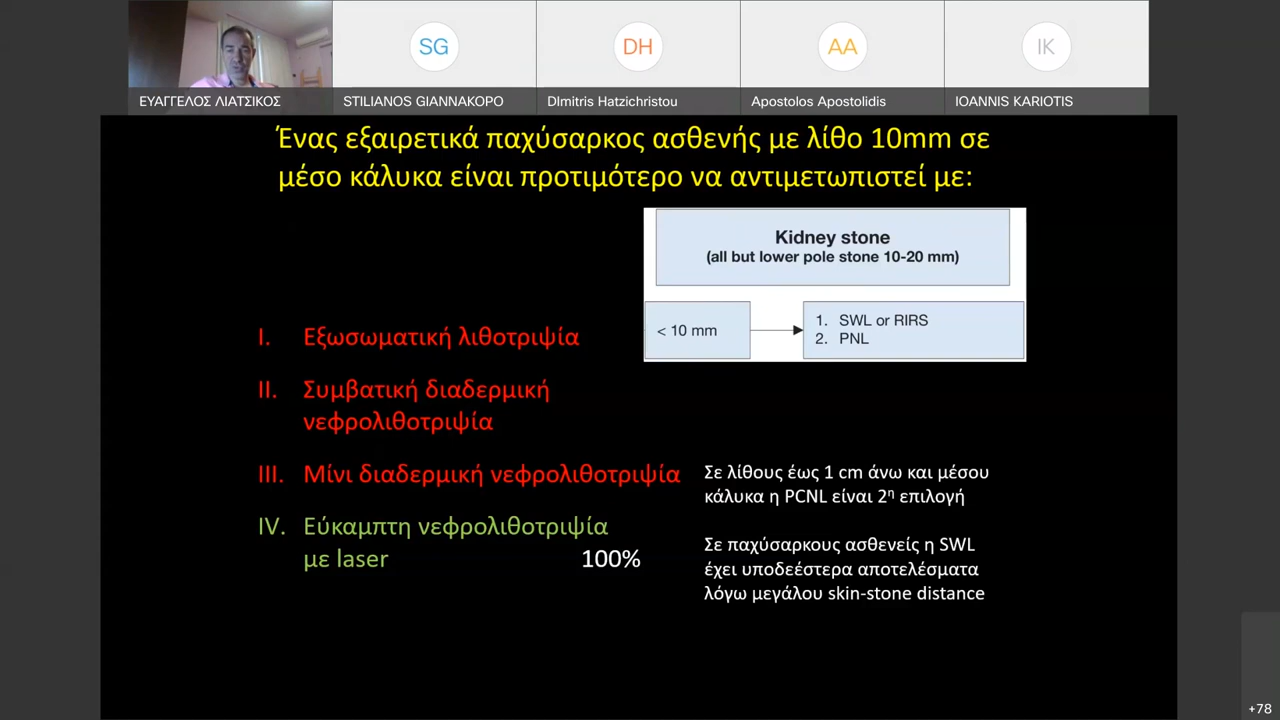 SG
DH
AA
IK
ΕΥΑΓΓΕΛΟΣ ΛΙΑΤΣΙΚΟΣ
STILIANOS GIANNAKOPO
DImitris Hatzichristou
Apostolos Apostolidis
IOANNIS KARIOTIS
Ένας εξαιρετικά παχύσαρκος ασθενής με λίθο 10mm σε
μέσο κάλυκα είναι προτιμότερο να αντιμετωπιστεί με:
Kidney stone
(all but lower pole stone 10-20 mm)
< 10 mm
1. SWL or RIRS
2. PNL
I. Εξωσωματική λιθοτριψία
II. Συμβατική διαδερμική
νεφρολιθοτριψία
III. Μίνι διαδερμική νεφρολιθοτριψία
IV. Εύκαμπτη νεφρολιθοτριψία
με laser 100%
Σε λίθους έως 1 cm άνω και μέσου
κάλυκα η PCNL είναι 2η επιλογή
Σε παχύσαρκους ασθενείς η SWL
έχει υποδεέστερα αποτελέσματα
λόγω μεγάλου skin-stone distance
+78